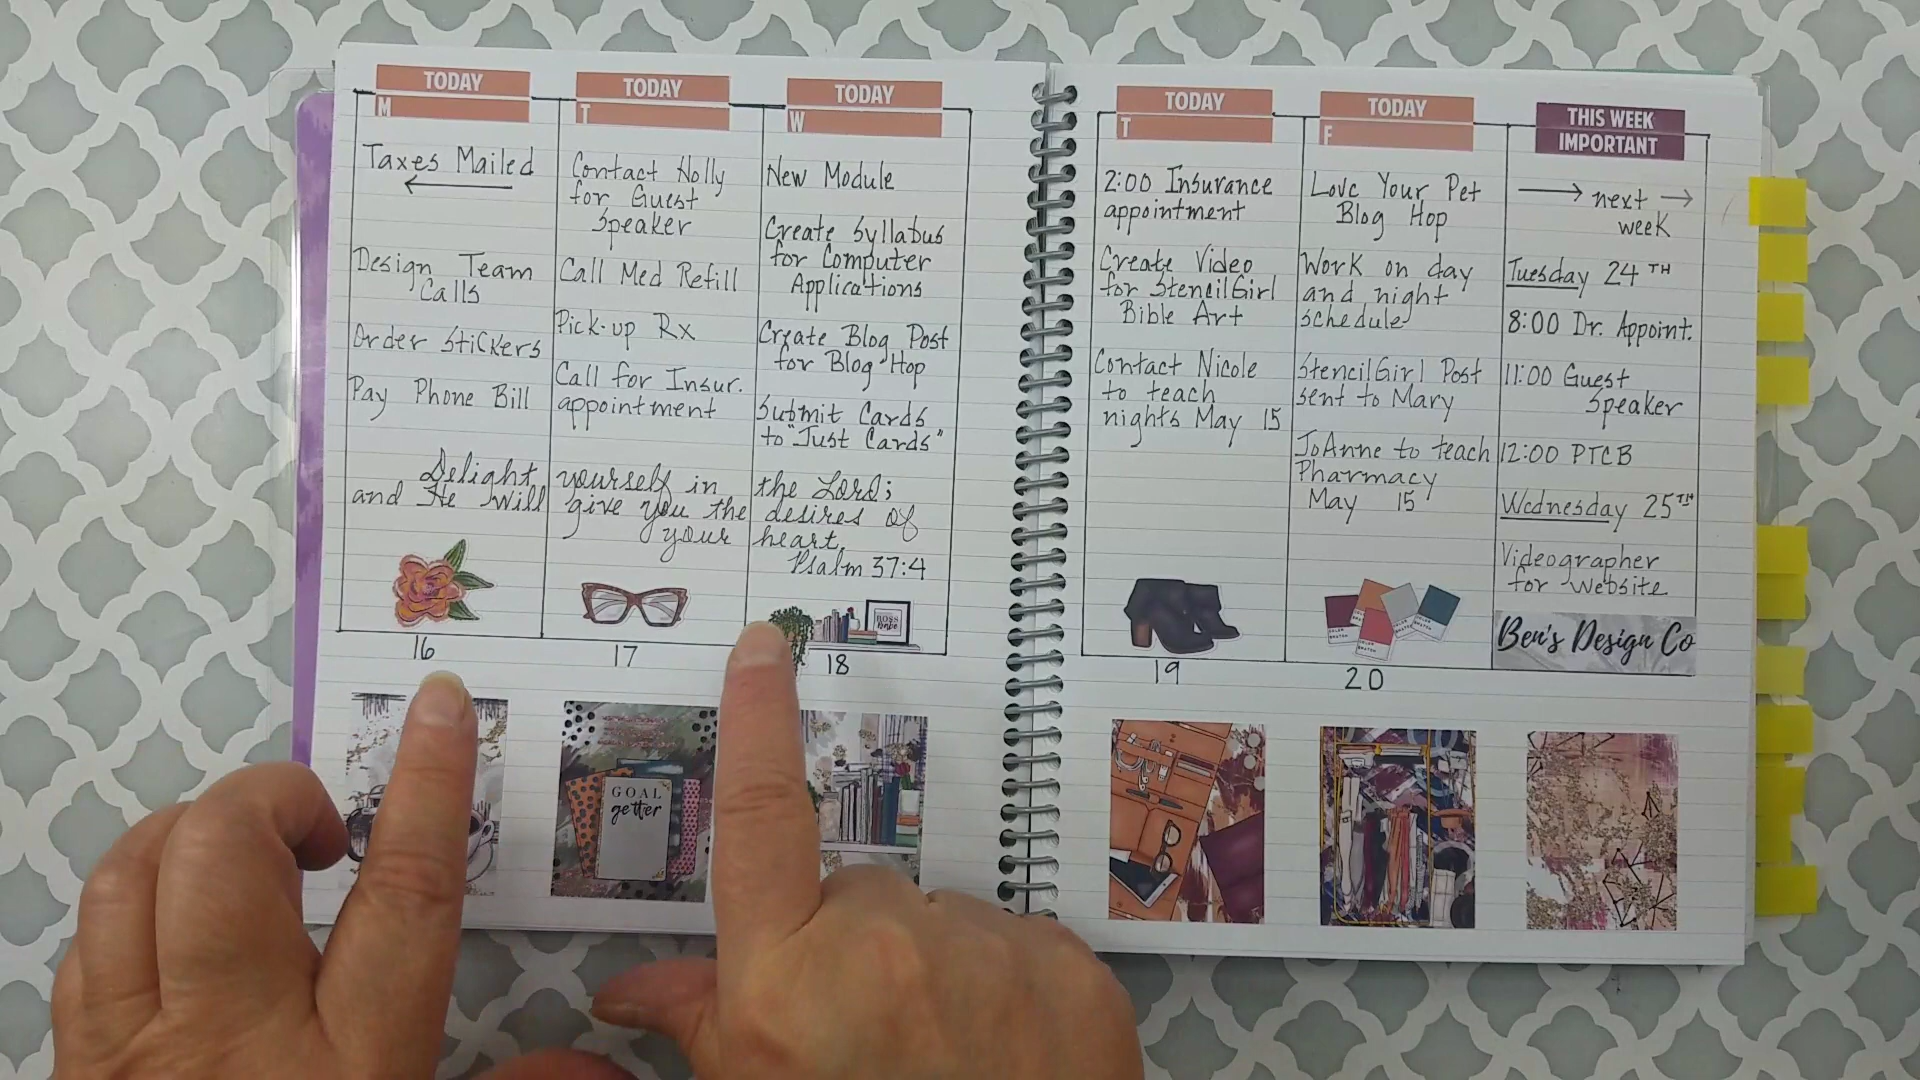 TODAY
M
Taxes Mailed
Design Team
Calls
Order Stickers
Pay Phone Bill
TODAY
T
Contact Holly
for Guest
Speaker
Call Med Refill
Pick-up Rx
Call for Insur.
appointment
TODAY
W
New Module
Create Syllabus
for Computer
Applications
Create Blog Post
for Blog Hop
Submit Cards
to "Just Cards"
Delight yourself in the Lord;
and He will give you the desires of
your heart.
Psalm 37:4
BOSS
Babe
16
17
18
GOAL
getter
TODAY
T
2:00 Insurance
appointment
Create Video
for StencilGirl
Bible Art
Contact Nicole
to teach
nights May 15
TODAY
F
Love Your Pet
Blog Hop
Work on day
and night
schedule
StencilGirl Post
sent to Mary
JoAnne to teach
Pharmacy
May 15
THIS WEEK
IMPORTANT
→ next →
week
Tuesday 24TH
8:00 Dr. Appoint.
11:00 Guest
Speaker
12:00 PTCB
Wednesday 25TH
Videographer
for Website
Ben's Design Co
19
20